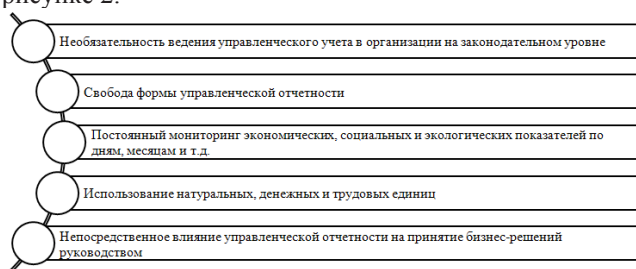 рисунке 2.
Необязательность ведения управленческого учета в организации на законодательном уровне
Свобода формы управленческой отчетности
Постоянный мониторинг экономических, социальных и экологических показателей по
дням, месяцам и т.д.
Использование натуральных, денежных и трудовых единиц
Непосредственное влияние управленческой отчетности на принятие бизнес-решений
руководством